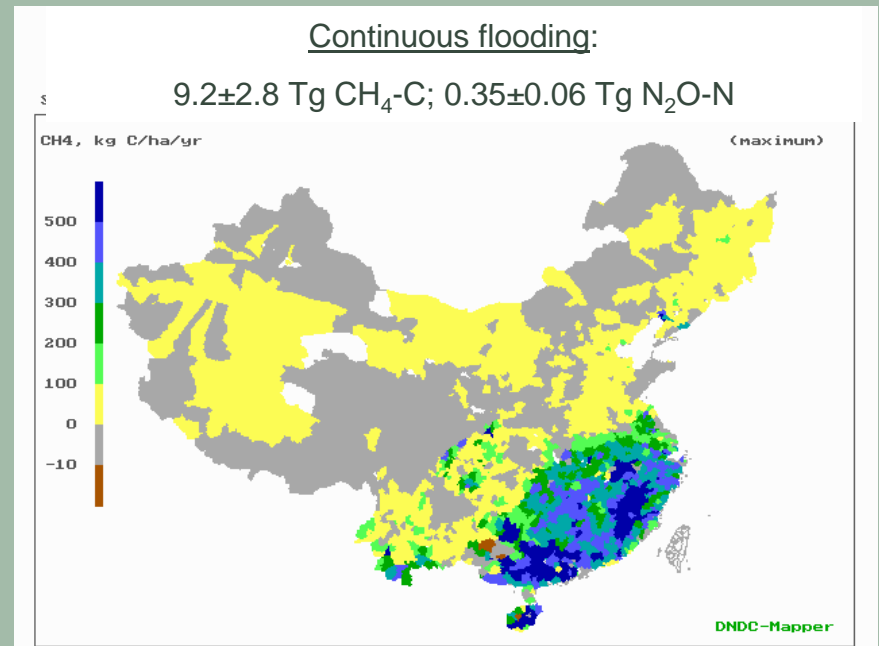 Continuous flooding:
9.2±2.8 Tg CH₄-C; 0.35±0.06 Tg N₂O-N
CH4, kg C/ha/yr
(maximum)
500
400
300
200
100
0
-10
DNDC-Mapper